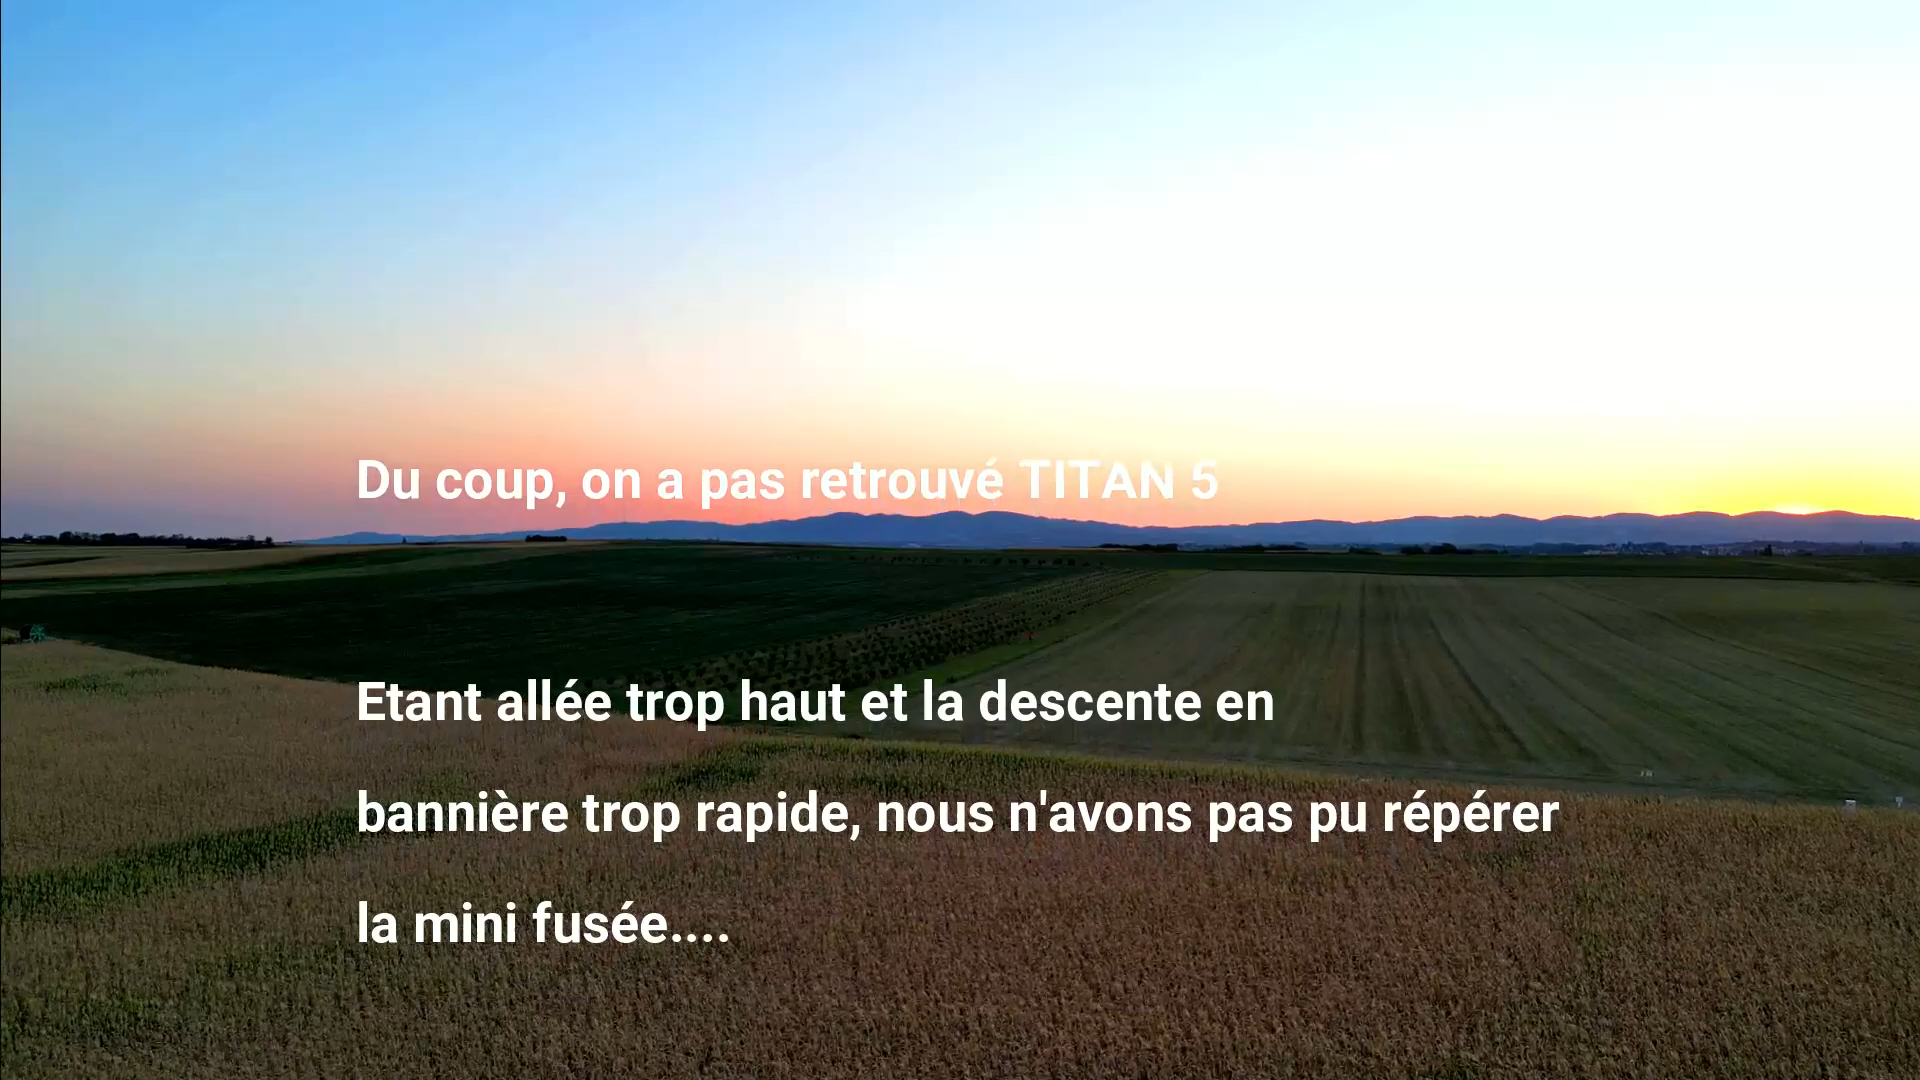 Du coup, on a pas retrouvé TITAN 5
Etant allée trop haut et la descente en
bannière trop rapide, nous n'avons pas pu répérer
la mini fusée....